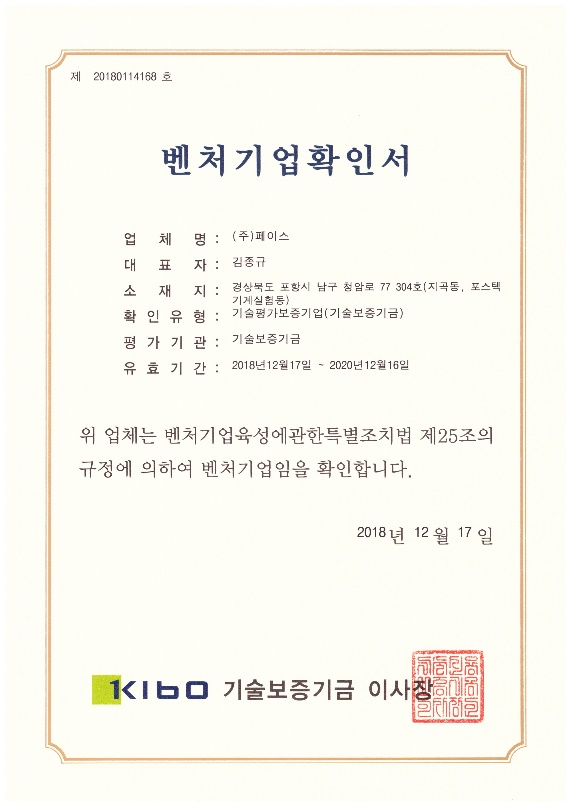 제 20180114168 호
벤처기업확인서
업 체 명 : (주)페이스
대 표 자 : 김종규
소 재 지 : 경상북도 포항시 남구 청암로 77 304호(지곡동, 포스텍
기계실험동)
확 인 유 형 : 기술평가보증기업(기술보증기금)
평 가 기 관 : 기술보증기금
유 효 기 간 : 2018년12월17일 ~ 2020년12월16일
위 업체는 벤처기업육성에관한특별조치법 제25조의
규정에 의하여 벤처기업임을 확인합니다.
2018년 12월 17일
KIBO 기술보증기금 이사장